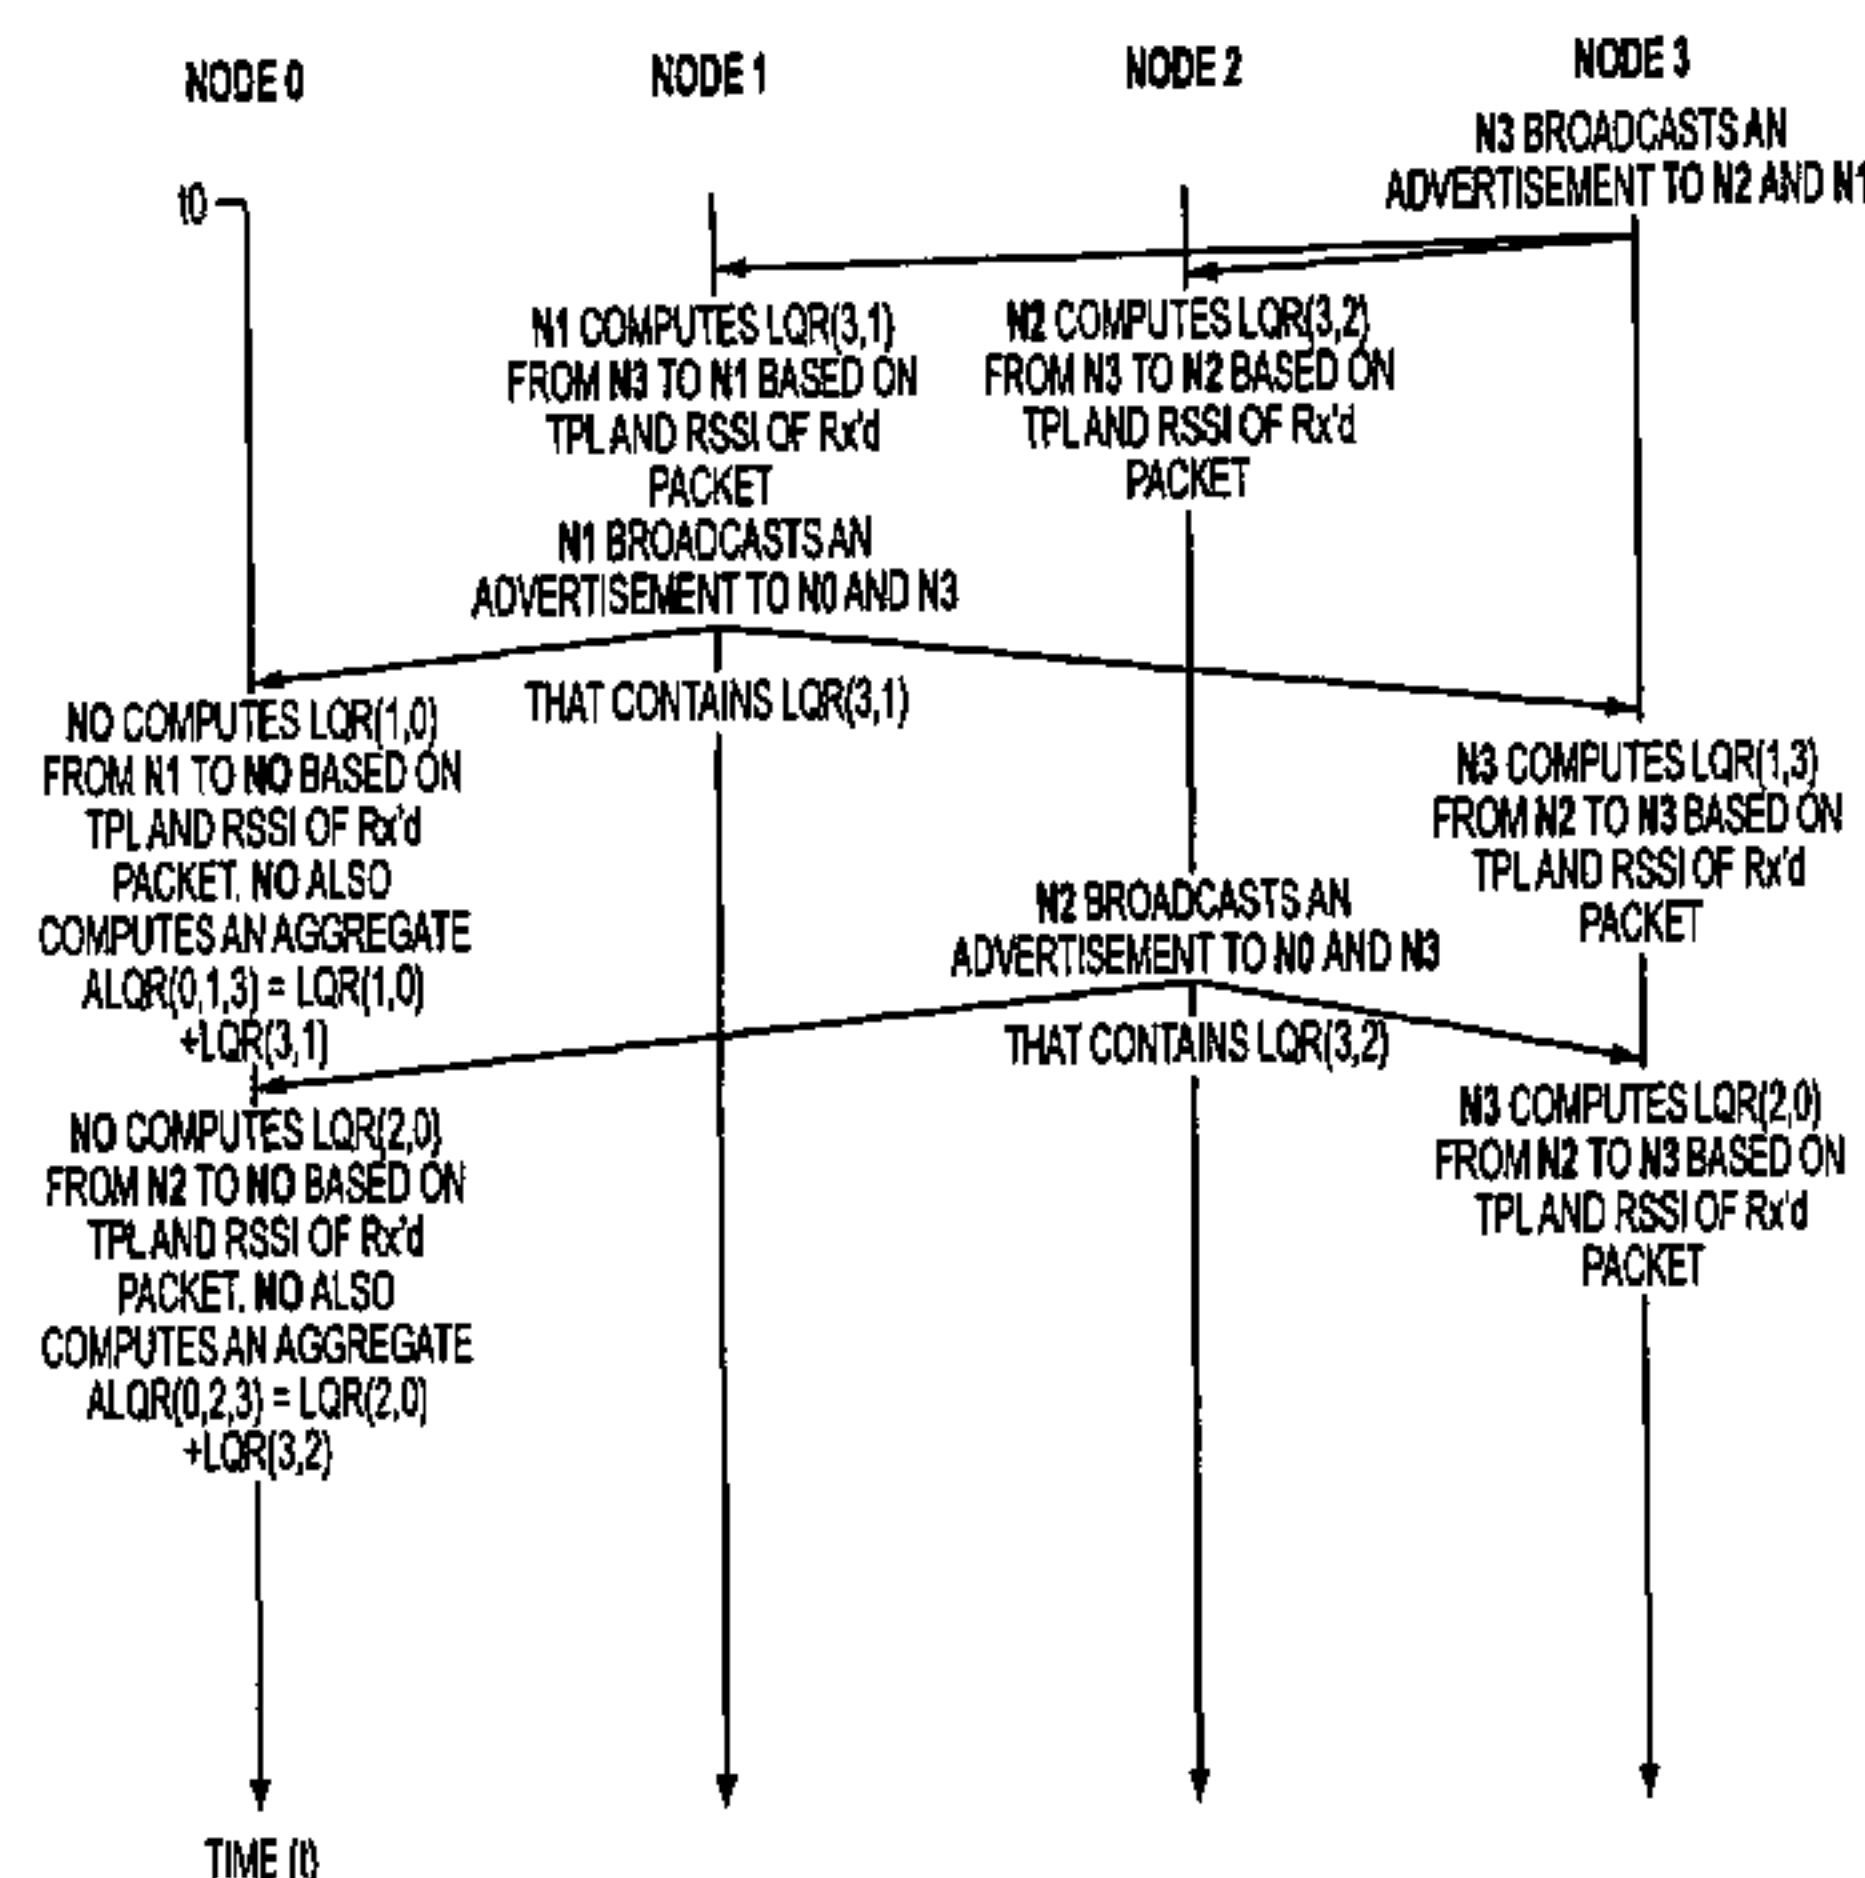 NODE 0
NODE 1
NODE 2
NODE 3
N3 BROADCASTS AN
ADVERTISEMENT TO N2 AND N1
t0
N1 COMPUTES LQR(3,1)
FROM N3 TO N1 BASED ON
TPL AND RSSI OF Rx'd
PACKET
N1 BROADCASTS AN
ADVERTISEMENT TO N0 AND N3
THAT CONTAINS LQR(3,1)
N2 COMPUTES LQR(3,2)
FROM N3 TO N2 BASED ON
TPL AND RSSI OF Rx'd
PACKET
NO COMPUTES LQR(1,0)
FROM N1 TO NO BASED ON
TPL AND RSSI OF Rx'd
PACKET. NO ALSO
COMPUTES AN AGGREGATE
ALQR(0,1,3) = LQR(1,0)
+LQR(3,1)
N3 COMPUTES LQR(1,3)
FROM N2 TO N3 BASED ON
TPL AND RSSI OF Rx'd
PACKET
N2 BROADCASTS AN
ADVERTISEMENT TO N0 AND N3
THAT CONTAINS LQR(3,2)
NO COMPUTES LQR(2,0)
FROM N2 TO NO BASED ON
TPL AND RSSI OF Rx'd
PACKET. NO ALSO
COMPUTES AN AGGREGATE
ALQR(0,2,3) = LQR(2,0)
+LQR(3,2)
N3 COMPUTES LQR(2,0)
FROM N2 TO N3 BASED ON
TPL AND RSSI OF Rx'd
PACKET
TIME (t)